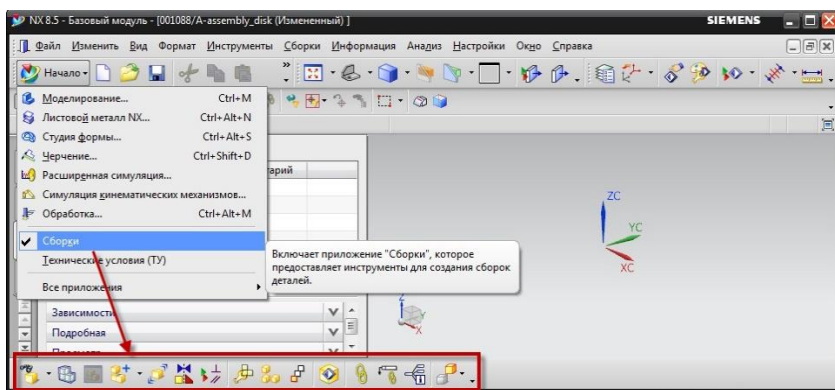 NX 8.5 - Базовый модуль - [001088/A-assembly_disk (Измененный) ]
SIEMENS
Файл Изменить Вид Формат Инструменты Сборки Информация Анализ Настройки Окно Справка
Начало
Моделирование... Ctrl+M
Листовой металл NX... Ctrl+Alt+N
Студия формы... Ctrl+Alt+S
Черчение... Ctrl+Shift+D
Расширенная симуляция...
Симуляция кинематических механизмов...
Обработка... Ctrl+Alt+M
Сборки
Технические условия (ТУ)
Все приложения
Включает приложение "Сборки", которое
предоставляет инструменты для создания сборок
деталей.
Зависимости
Подробная
ZC
YC
XC
Z
X